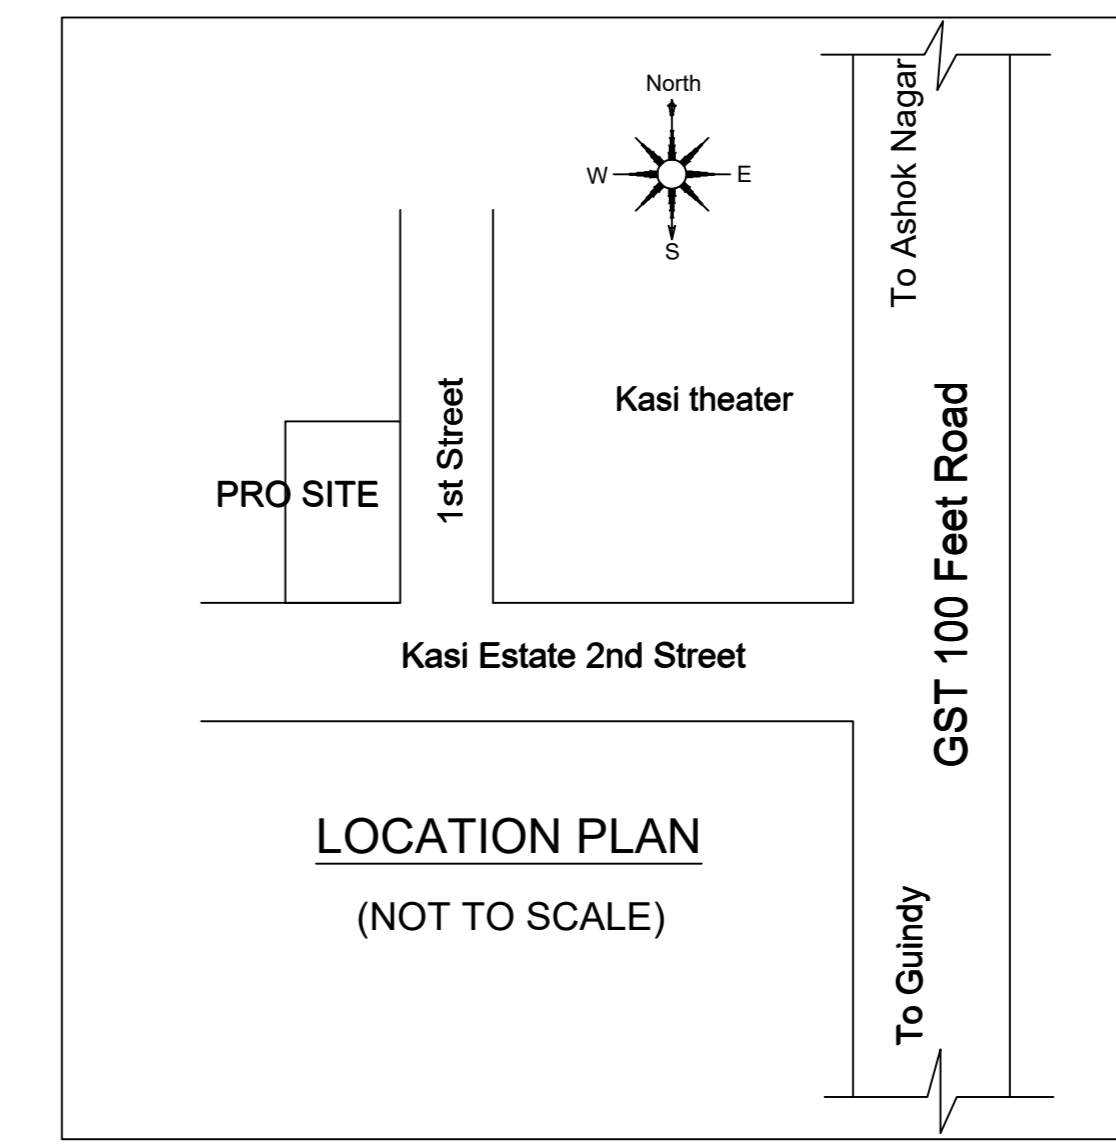 North
W
E
S
To Ashok Nagar
Kasi theater
1st Street
PRO SITE
GST 100 Feet Road
Kasi Estate 2nd Street
LOCATION PLAN
(NOT TO SCALE)
To Guindy